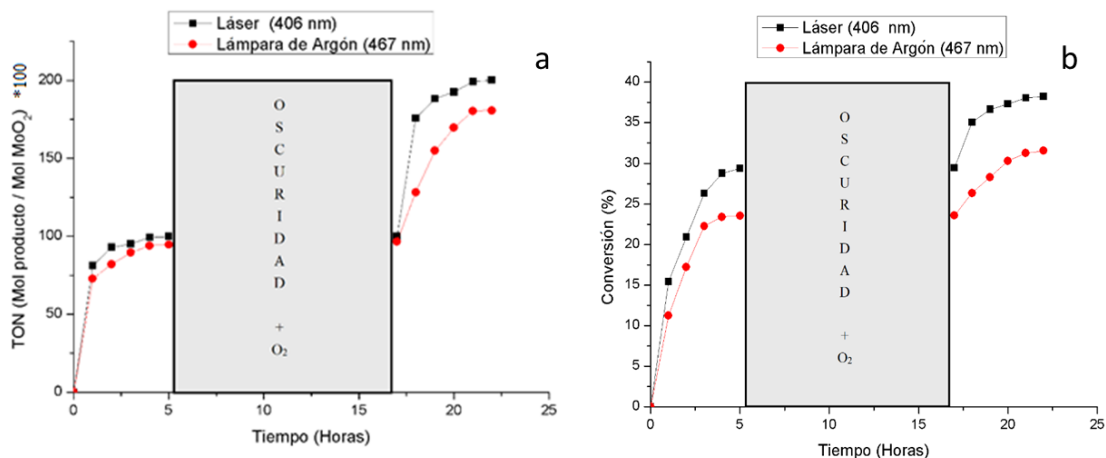 Láser (406 nm)
Lámpara de Argón (467 nm)
a
TON (Mol producto / Mol MoO₂) *100
200
150
100
50
0
O
S
C
U
R
I
D
A
D
+
O₂
0 5 10 15 20 25
Tiempo (Horas)
Láser (406 nm)
Lámpara de Argón (467 nm)
b
Conversión (%)
40
35
30
25
20
15
10
5
0
O
S
C
U
R
I
D
A
D
+
O₂
0 5 10 15 20 25
Tiempo (Horas)